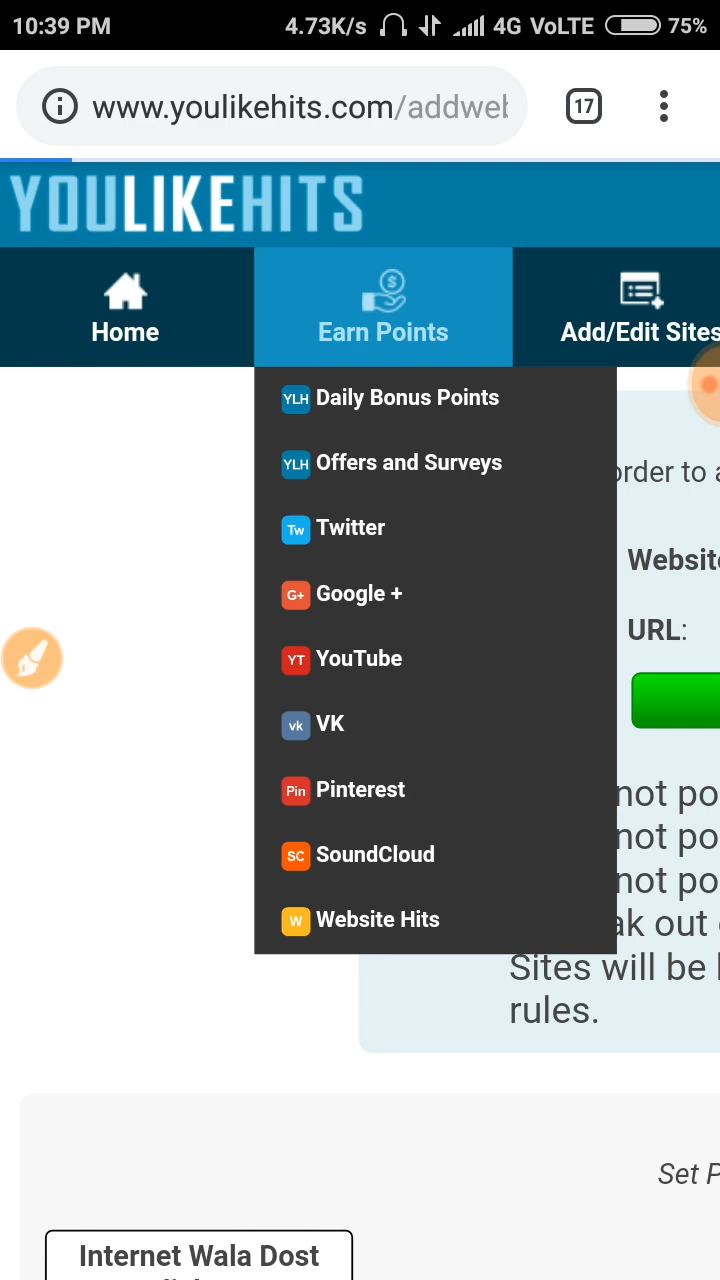 10:39 PM 4.73K/s 4G VoLTE 75%
www.youlikehits.com/addweb 17
YOULIKEHITS
Home Earn Points Add/Edit Sites
YLH Daily Bonus Points
YLH Offers and Surveys
order to a
Tw Twitter
Website
G+ Google +
URL:
YT YouTube
vk VK
Pin Pinterest
not po
not po
SC SoundCloud
not po
W Website Hits
ak out
Sites will be
rules.
Set P
Internet Wala Dost